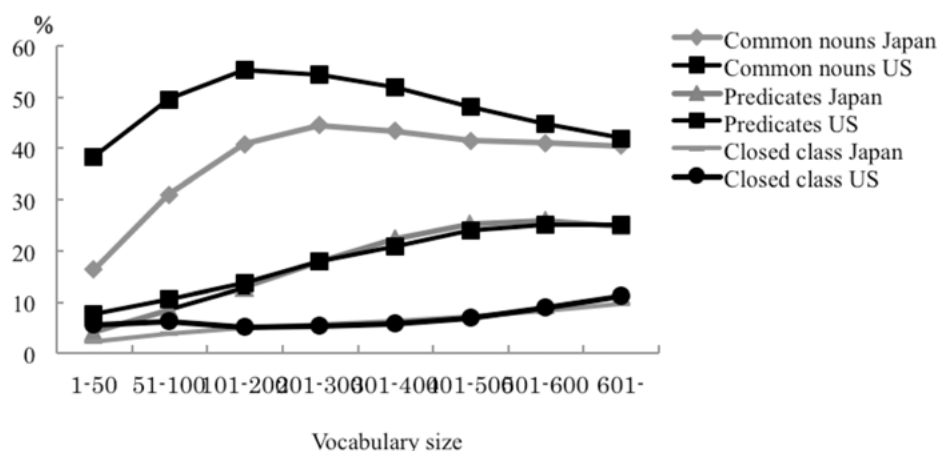 %
60
50
40
30
20
10
0
1-50 51-100 101-200 201-300 301-400 401-500 501-600 601-
Vocabulary size
Common nouns Japan
Common nouns US
Predicates Japan
Predicates US
Closed class Japan
Closed class US